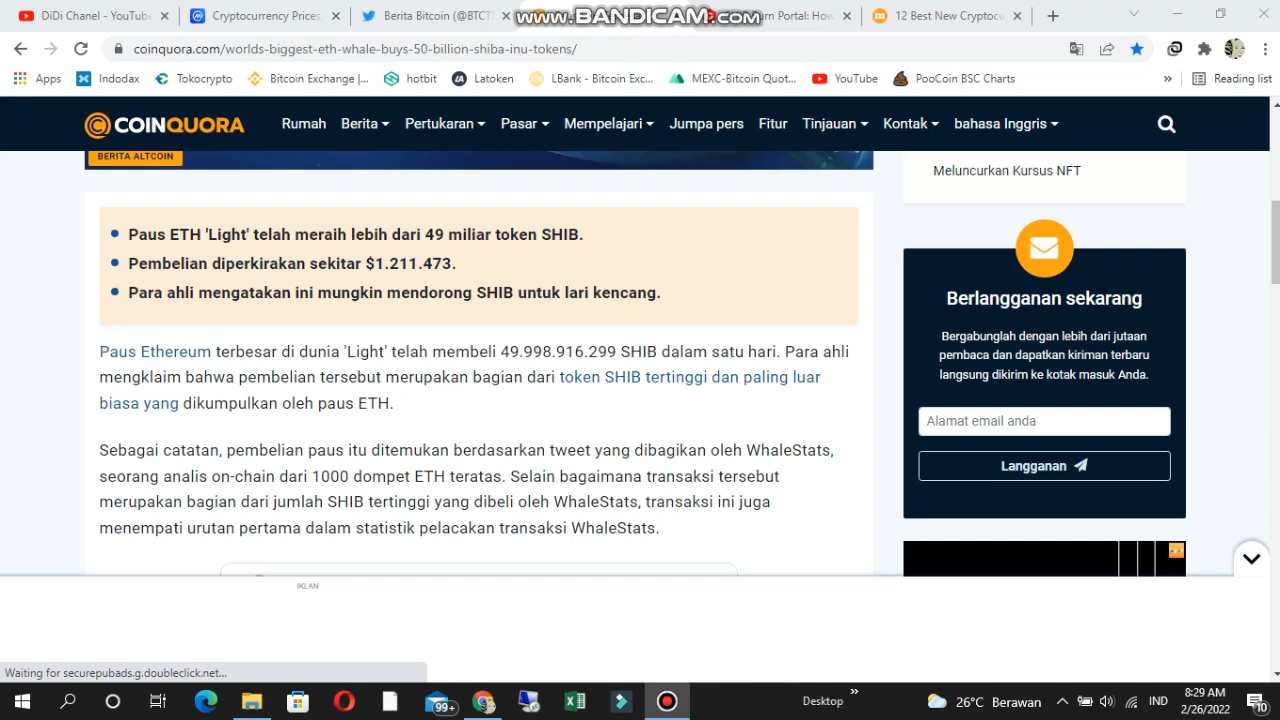 DiDi Chanel - YouTube
Cryptocurrency Prices,
Berita Bitcoin (@BTCTI
www.BANDICAM.com
rn Portal: How
12 Best New Cryptocu
coinquora.com/worlds-biggest-eth-whale-buys-50-billion-shiba-inu-tokens/
Apps
Indodax
Tokocrypto
Bitcoin Exchange |...
hotbit
Latoken
LBank - Bitcoin Exc...
MEXC-Bitcoin Quot...
YouTube
PooCoin BSC Charts
»
Reading list
COINQUORA
Rumah
Berita
Pertukaran
Pasar
Mempelajari
Jumpa pers
Fitur
Tinjauan
Kontak
bahasa Inggris
BERITA ALTCOIN
Meluncurkan Kursus NFT
Paus ETH 'Light' telah meraih lebih dari 49 miliar token SHIB.
Pembelian diperkirakan sekitar $1.211.473.
Para ahli mengatakan ini mungkin mendorong SHIB untuk lari kencang.
Paus Ethereum terbesar di dunia 'Light' telah membeli 49.998.916.299 SHIB dalam satu hari. Para ahli
mengklaim bahwa pembelian tersebut merupakan bagian dari token SHIB tertinggi dan paling luar
biasa yang dikumpulkan oleh paus ETH.
Sebagai catatan, pembelian paus itu ditemukan berdasarkan tweet yang dibagikan oleh WhaleStats,
seorang analis on-chain dari 1000 dompet ETH teratas. Selain bagaimana transaksi tersebut
merupakan bagian dari jumlah SHIB tertinggi yang dibeli oleh WhaleStats, transaksi ini juga
menempati urutan pertama dalam statistik pelacakan transaksi WhaleStats.
Berlangganan sekarang
Bergabunglah dengan lebih dari jutaan
pembaca dan dapatkan kiriman terbaru
langsung dikirim ke kotak masuk Anda.
Alamat email anda
Langganan
IKLAN
Waiting for securepubads.g.doubleclick.net...
99+
Desktop
»
26°C Berawan
IND
8:29 AM
2/26/2022
10